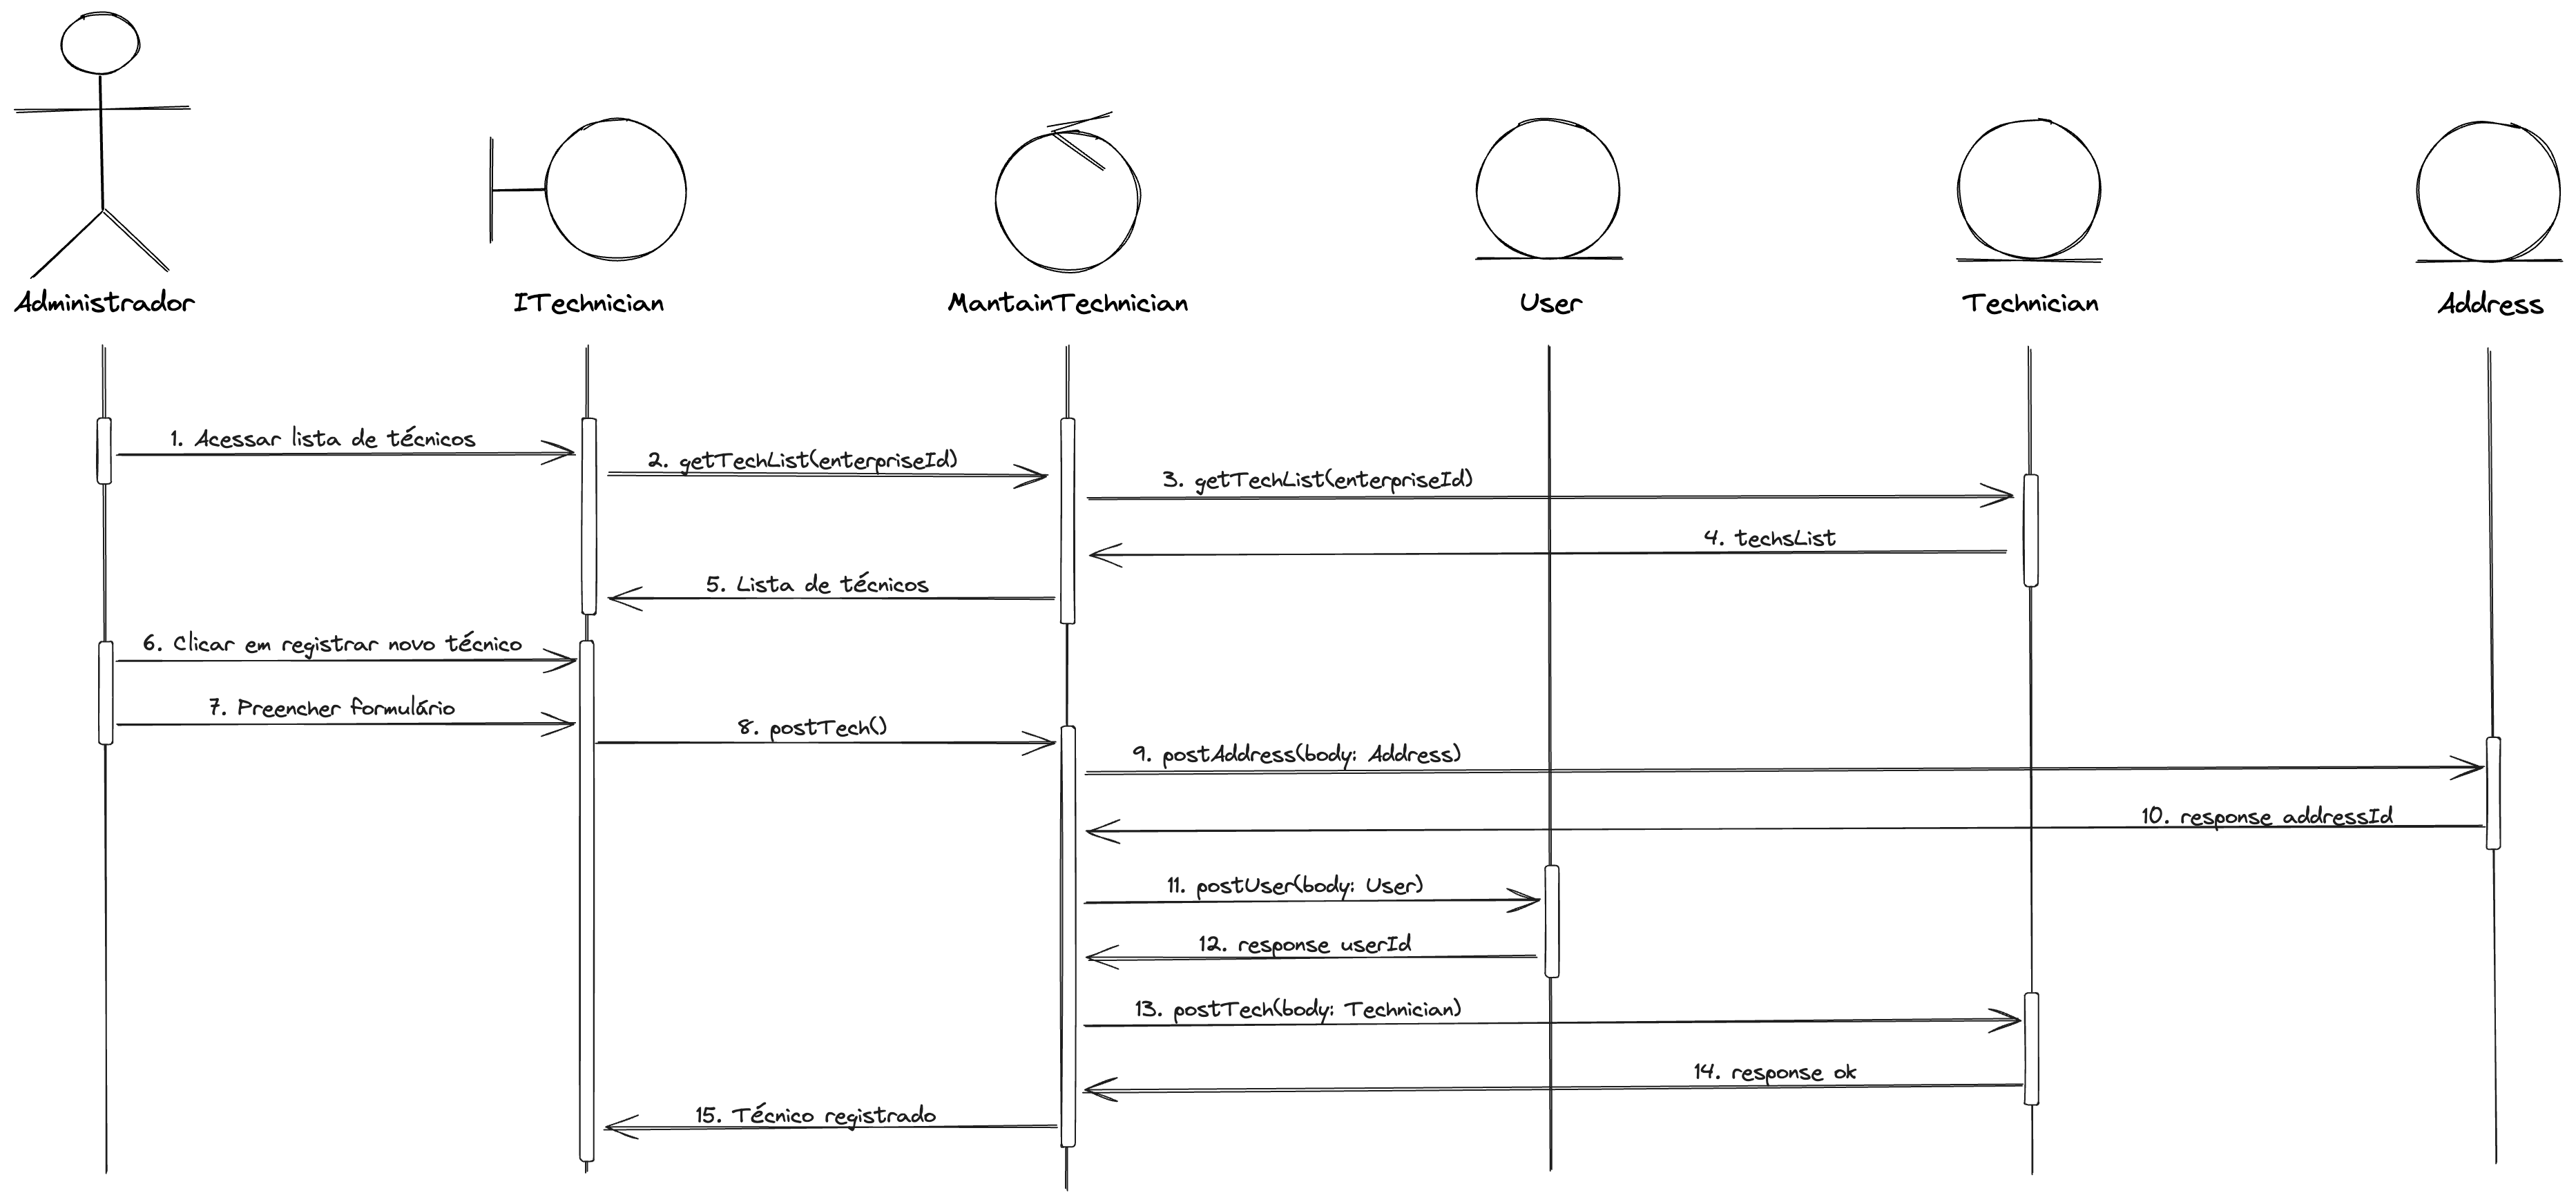 Administrador
ITechnician
MantainTechnician
User
Technician
Address
1. Acessar lista de técnicos
2. getTechList(enterpriseId)
3. getTechList(enterpriseId)
4. techsList
5. Lista de técnicos
6. Clicar em registrar novo técnico
7. Preencher formulário
8. postTech()
9. postAddress(body: Address)
10. response addressId
11. postUser(body: User)
12. response userId
13. postTech(body: Technician)
14. response ok
15. Técnico registrado